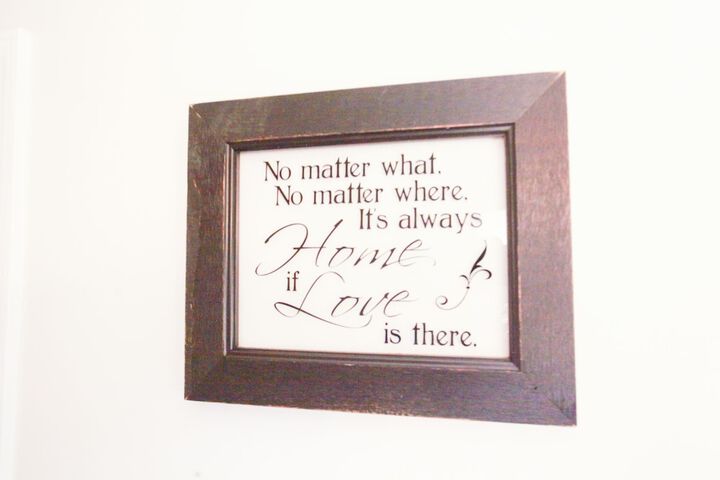 No matter what.
No matter where.
It's always
Home
if
Love
is there.